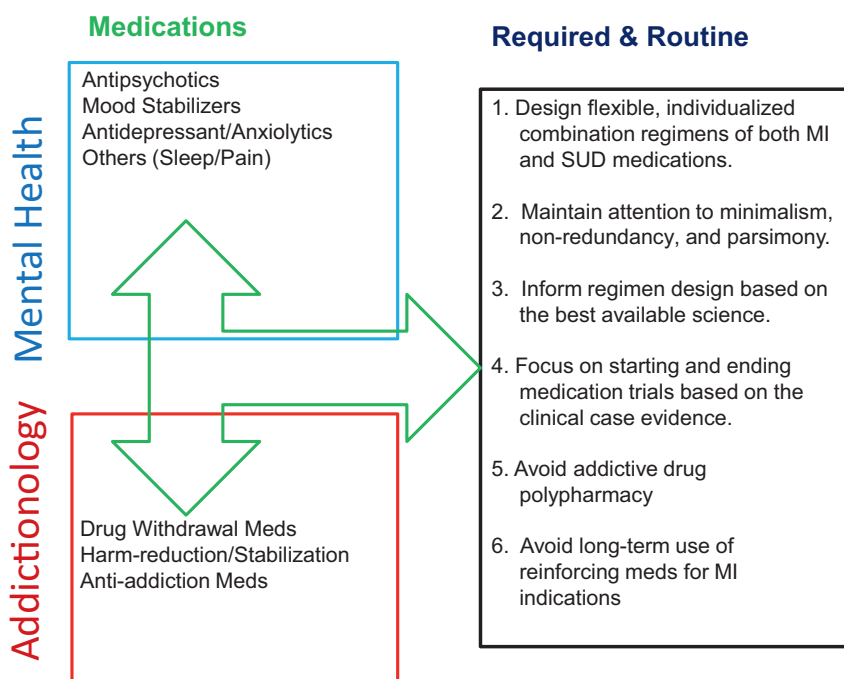 Medications
Required & Routine
Mental Health
Antipsychotics
Mood Stabilizers
Antidepressant/Anxiolytics
Others (Sleep/Pain)
Addictionology
Drug Withdrawal Meds
Harm-reduction/Stabilization
Anti-addiction Meds
1. Design flexible, individualized
combination regimens of both MI
and SUD medications.
2. Maintain attention to minimalism,
non-redundancy, and parsimony.
3. Inform regimen design based on
the best available science.
4. Focus on starting and ending
medication trials based on the
clinical case evidence.
5. Avoid addictive drug
polypharmacy
6. Avoid long-term use of
reinforcing meds for MI
indications